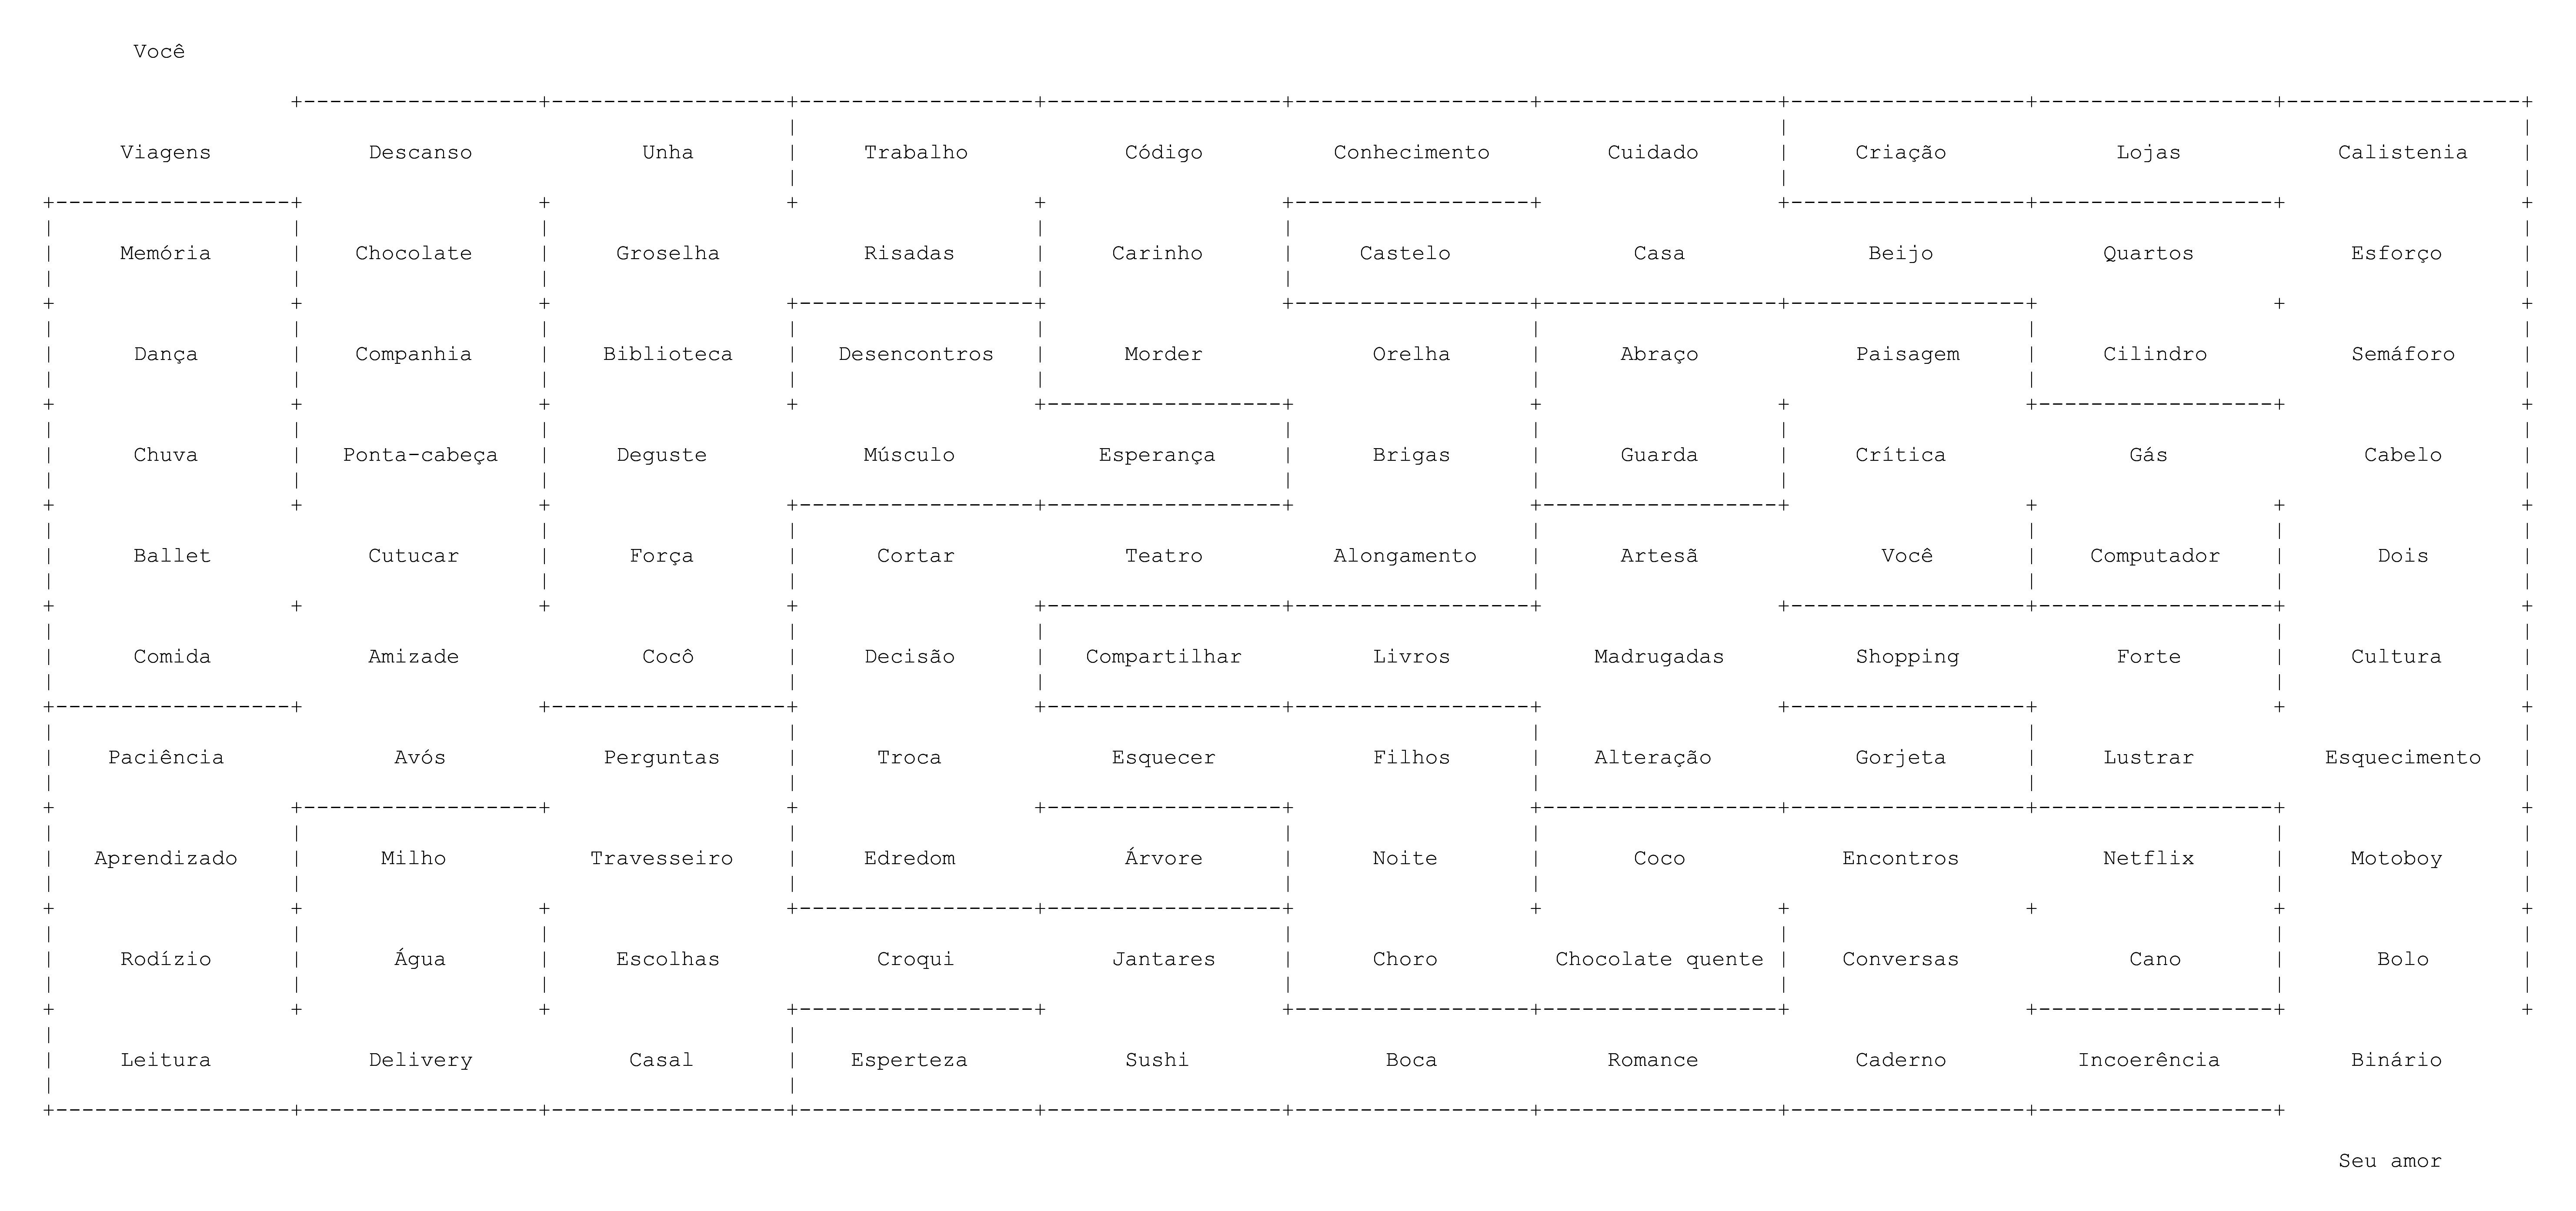 Você
Viagens Descanso Unha Trabalho Código Conhecimento Cuidado Criação Lojas Calistenia
Memória Chocolate Groselha Risadas Carinho Castelo Casa Beijo Quartos Esforço
Dança Companhia Biblioteca Desencontros Morder Orelha Abraço Paisagem Cilindro Semáforo
Chuva Ponta-cabeça Deguste Músculo Esperança Brigas Guarda Crítica Gás Cabelo
Ballet Cutucar Força Cortar Teatro Alongamento Artesã Você Computador Dois
Comida Amizade Cocô Decisão Compartilhar Livros Madrugadas Shopping Forte Cultura
Paciência Avós Perguntas Troca Esquecer Filhos Alteração Gorjeta Lustrar Esquecimento
Aprendizado Milho Travesseiro Edredom Árvore Noite Coco Encontros Netflix Motoboy
Rodízio Água Escolhas Croqui Jantares Choro Chocolate quente Conversas Cano Bolo
Leitura Delivery Casal Esperteza Sushi Boca Romance Caderno Incoerência Binário
Seu amor